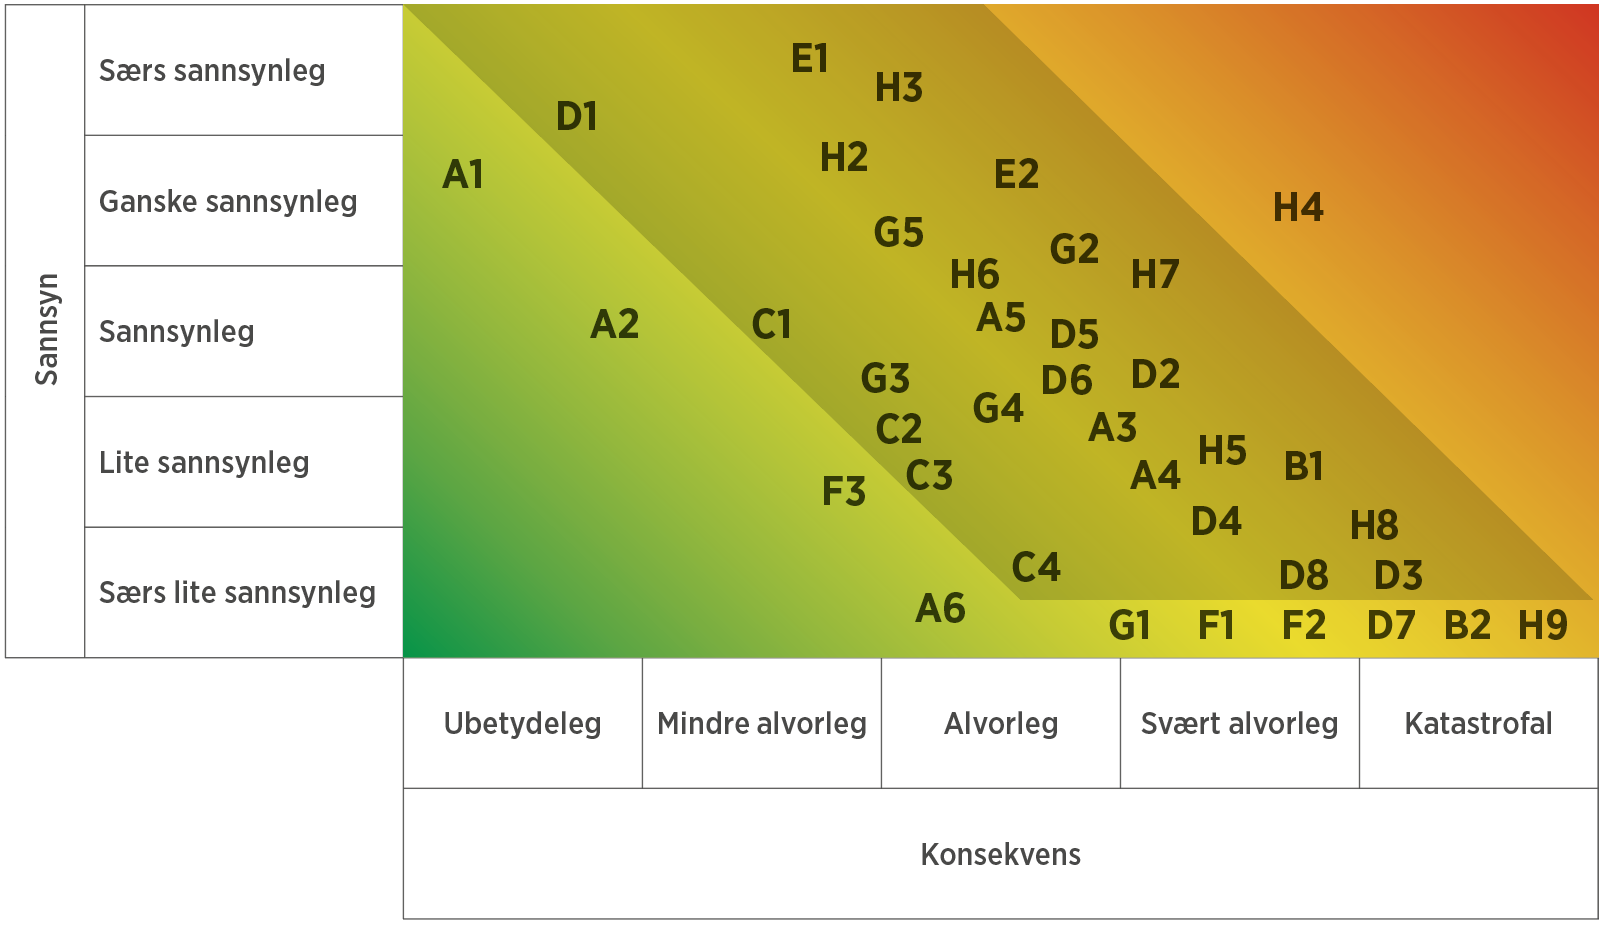 Sannsyn
Særs sannsynleg
Ganske sannsynleg
Sannsynleg
Lite sannsynleg
Særs lite sannsynleg
E1
H3
D1
H2
A1
E2
H4
G5
G2
H6
H7
A5
A2
C1
D5
G3
D6
D2
G4
C2
A3
H5
B1
C3
A4
F3
D4
H8
C4
D8
D3
A6
G1
F1
F2
D7
B2
H9
Ubetydeleg
Mindre alvorleg
Alvorleg
Svært alvorleg
Katastrofal
Konsekvens